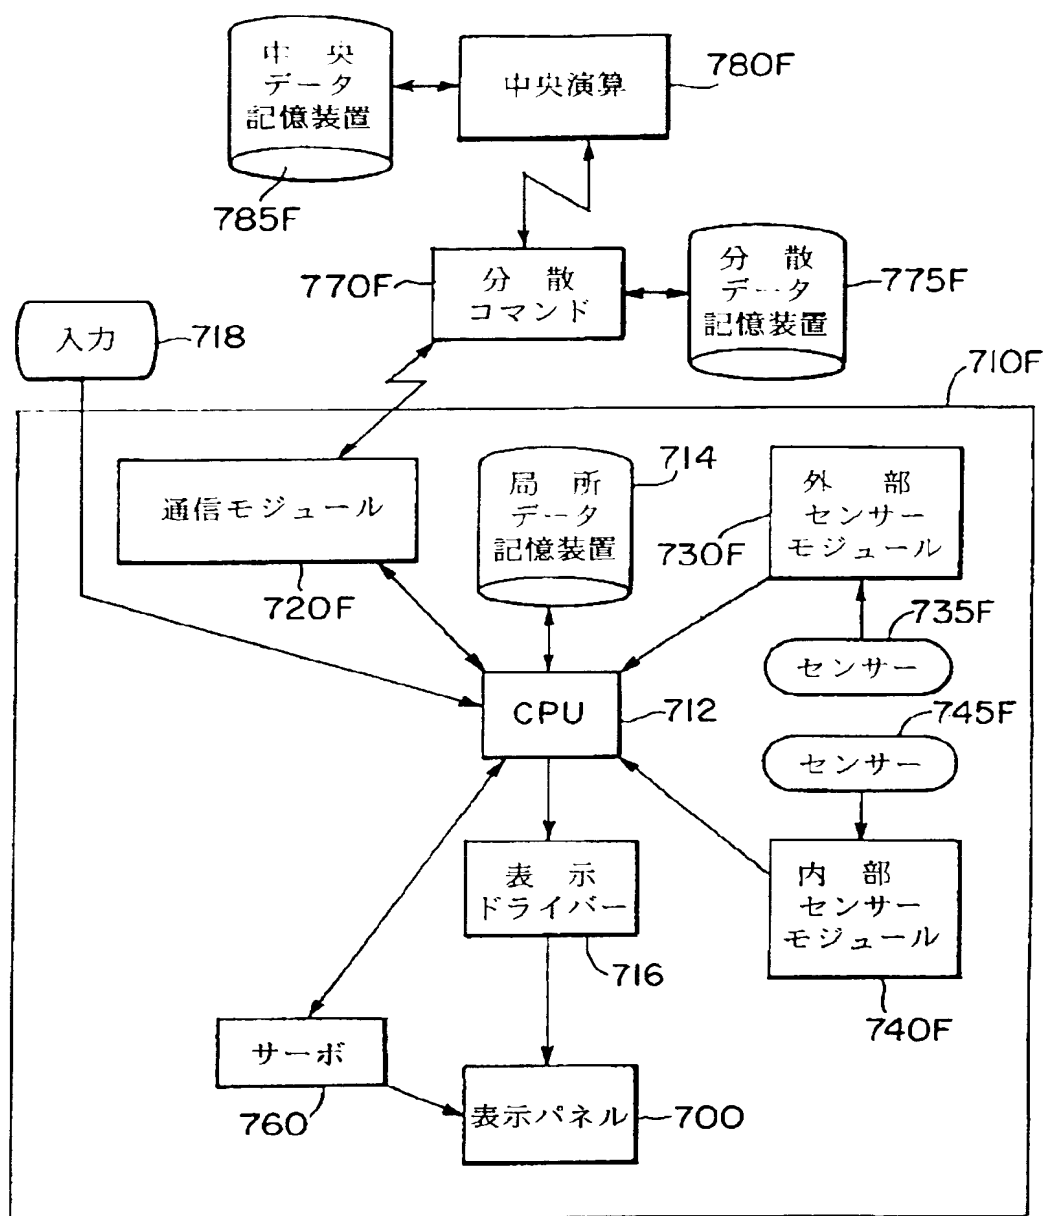 中央
データ
記憶装置
785F
中央演算
780F
分散
コマンド
770F
分散
データ
記憶装置
775F
入力
718
710F
通信モジュール
720F
局所
データ
記憶装置
714
外部
センサー
モジュール
730F
センサー
735F
CPU
712
センサー
745F
表示
ドライバー
716
内部
センサー
モジュール
740F
サーボ
760
表示パネル
700